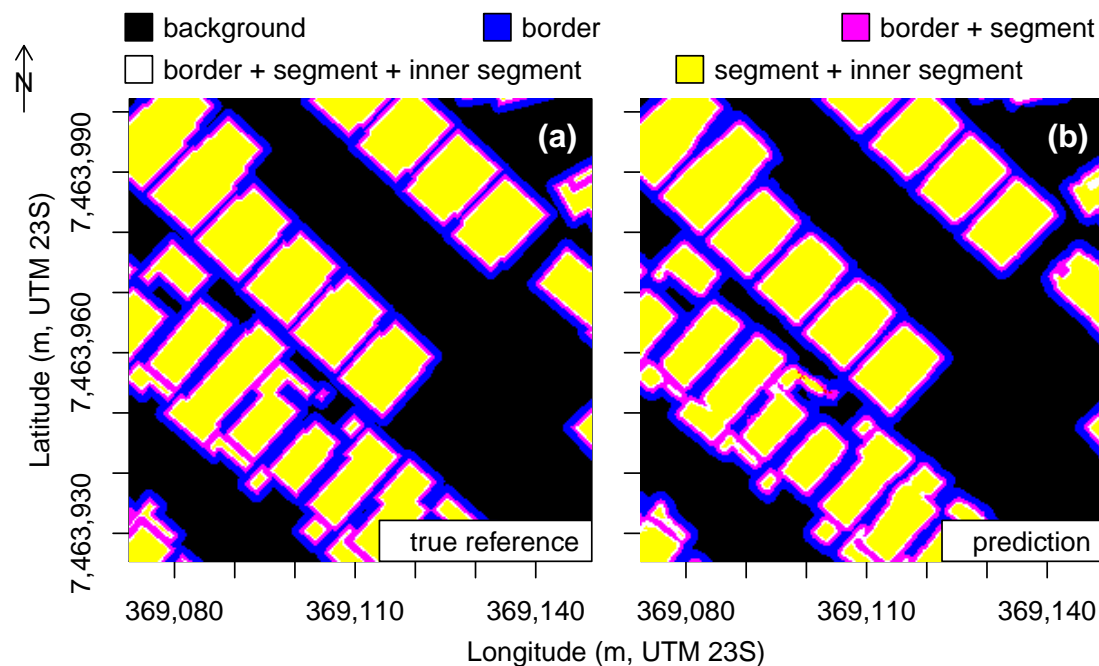 background
border
border + segment
N
border + segment + inner segment
segment + inner segment
(a)
(b)
7,463,990
7,463,960
7,463,930
Latitude (m, UTM 23S)
true reference
prediction
369,080
369,110
369,140
369,080
369,110
369,140
Longitude (m, UTM 23S)